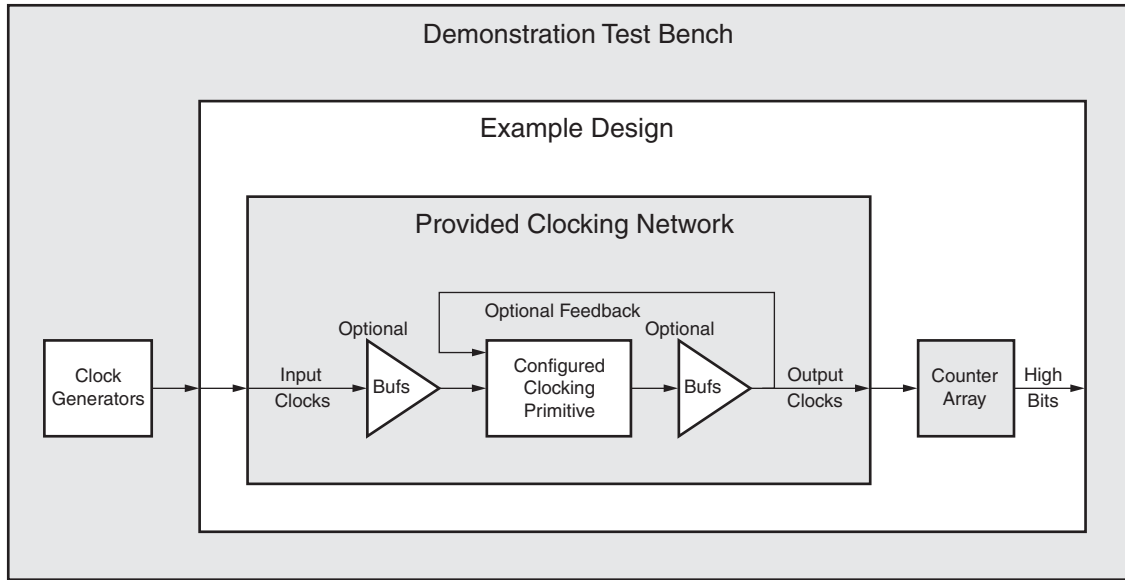 Demonstration Test Bench
Example Design
Provided Clocking Network
Optional Feedback
Optional
Optional
Clock
Generators
Input
Clocks
Bufs
Configured
Clocking
Primitive
Bufs
Output
Clocks
Counter
Array
High
Bits